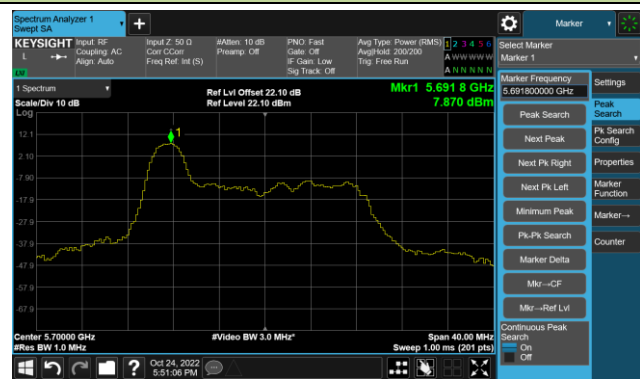 Spectrum Analyzer 1
Swept SA
+
Marker
KEYSIGHT
L
Input: RF
Coupling: AC
Align: Auto
Input Z: 50 Ω
Corr CCorr
Freq Ref: Int (S)
#Atten: 10 dB
Preamp: Off
PNO: Fast
Gate: Off
IF Gain: Low
Sig Track: Off
Avg Type: Power (RMS)
Avg|Hold: 200/200
Trig: Free Run
1 2 3 4 5 6
A W W W W W
A N N N N N
Select Marker
Marker 1
1 Spectrum
Scale/Div 10 dB
Log
Ref Lvl Offset 22.10 dB
Ref Level 22.10 dBm
Mkr1 5.691 8 GHz
7.870 dBm
1
12.1
2.10
-7.90
-17.9
-27.9
-37.9
-47.9
-57.9
-67.9
Center 5.70000 GHz
#Res BW 1.0 MHz
#Video BW 3.0 MHz*
Span 40.00 MHz
Sweep 1.00 ms (201 pts)
Marker Frequency
5.691800000 GHz
Peak Search
Next Peak
Next Pk Right
Next Pk Left
Minimum Peak
Pk-Pk Search
Marker Delta
Mkr→CF
Mkr→Ref Lvl
Continuous Peak
Search
On
Off
Settings
Peak
Search
Pk Search
Config
Properties
Marker
Function
Marker→
Counter
?
Oct 24, 2022
5:51:06 PM